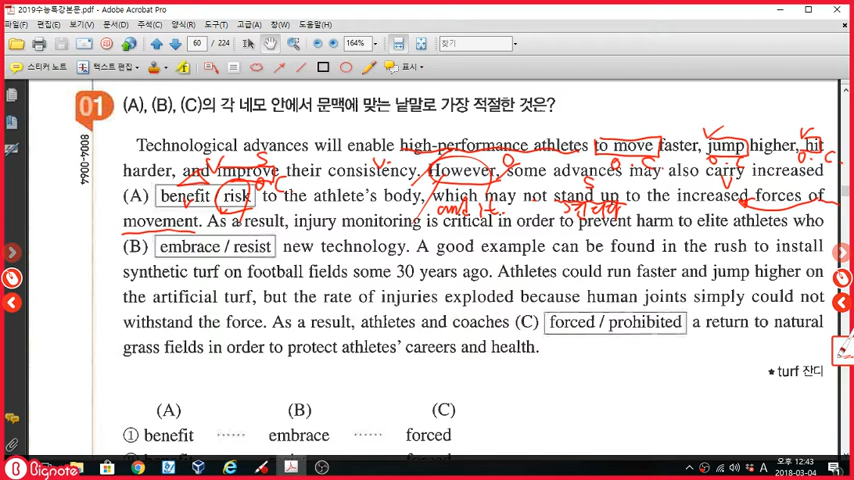 2019수능특강본문.pdf - Adobe Acrobat Pro
파일(F) 편집(E) 보기(V) 문서(D) 주석(C) 양식(R) 도구(T) 고급(A) 창(W) 도움말(H)
60 / 224 164% 찾기
스티커 노트 텍스트 편집 표시
01
8004-0064
(A), (B), (C)의 각 네모 안에서 문맥에 맞는 낱말로 가장 적절한 것은?
Technological advances will enable high-performance athletes to move faster, jump higher, hit
O. C O. C O. C
V S V.
harder, and improve their consistency. However, some advances may also carry increased
O C O S V
(A) benefit / risk to the athlete's body, which may not stand up to the increased forces of
V and it
movement. As a result, injury monitoring is critical in order to prevent harm to elite athletes who
(B) embrace / resist new technology. A good example can be found in the rush to install
synthetic turf on football fields some 30 years ago. Athletes could run faster and jump higher on
the artificial turf, but the rate of injuries exploded because human joints simply could not
withstand the force. As a result, athletes and coaches (C) forced / prohibited a return to natural
grass fields in order to protect athletes' careers and health.
★turf 잔디
(A) (B) (C)
① benefit …… embrace …… forced
Bignote
A 오후 12:43
2018-03-04